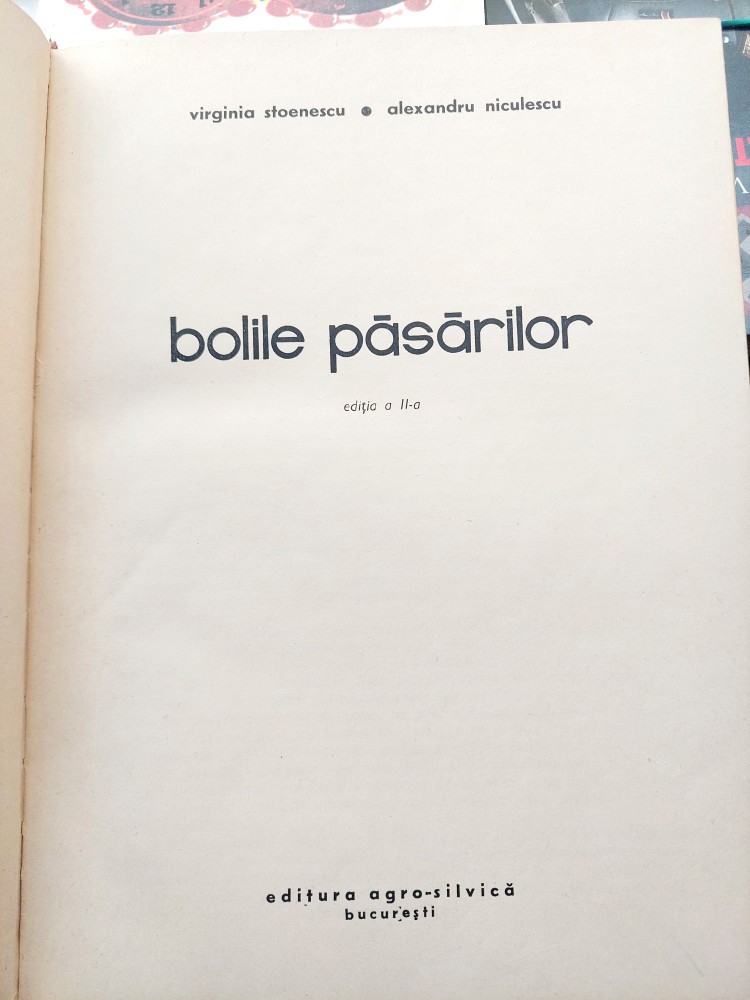 virginia stoenescu • alexandru niculescu
bolile păsărilor
ediția a II-a
editura agro-silvică
bucurești